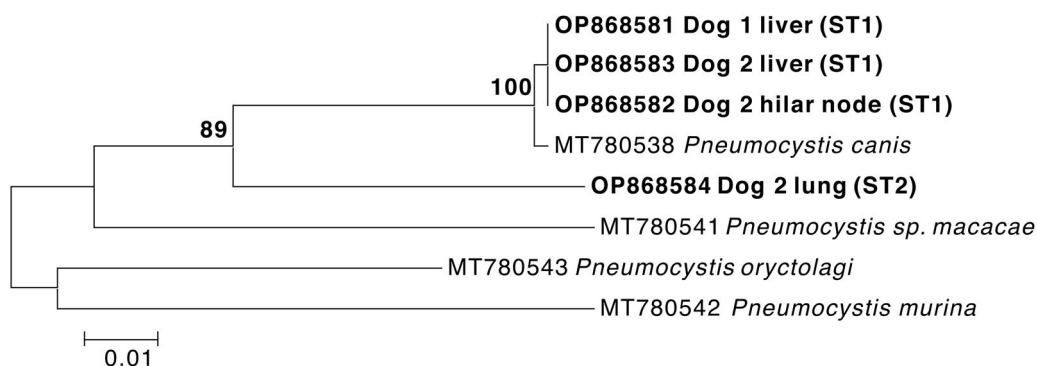 OP868581 Dog 1 liver (ST1)
OP868583 Dog 2 liver (ST1)
100
OP868582 Dog 2 hilar node (ST1)
89
MT780538 Pneumocystis canis
OP868584 Dog 2 lung (ST2)
MT780541 Pneumocystis sp. macacae
MT780543 Pneumocystis oryctolagi
MT780542 Pneumocystis murina
0.01